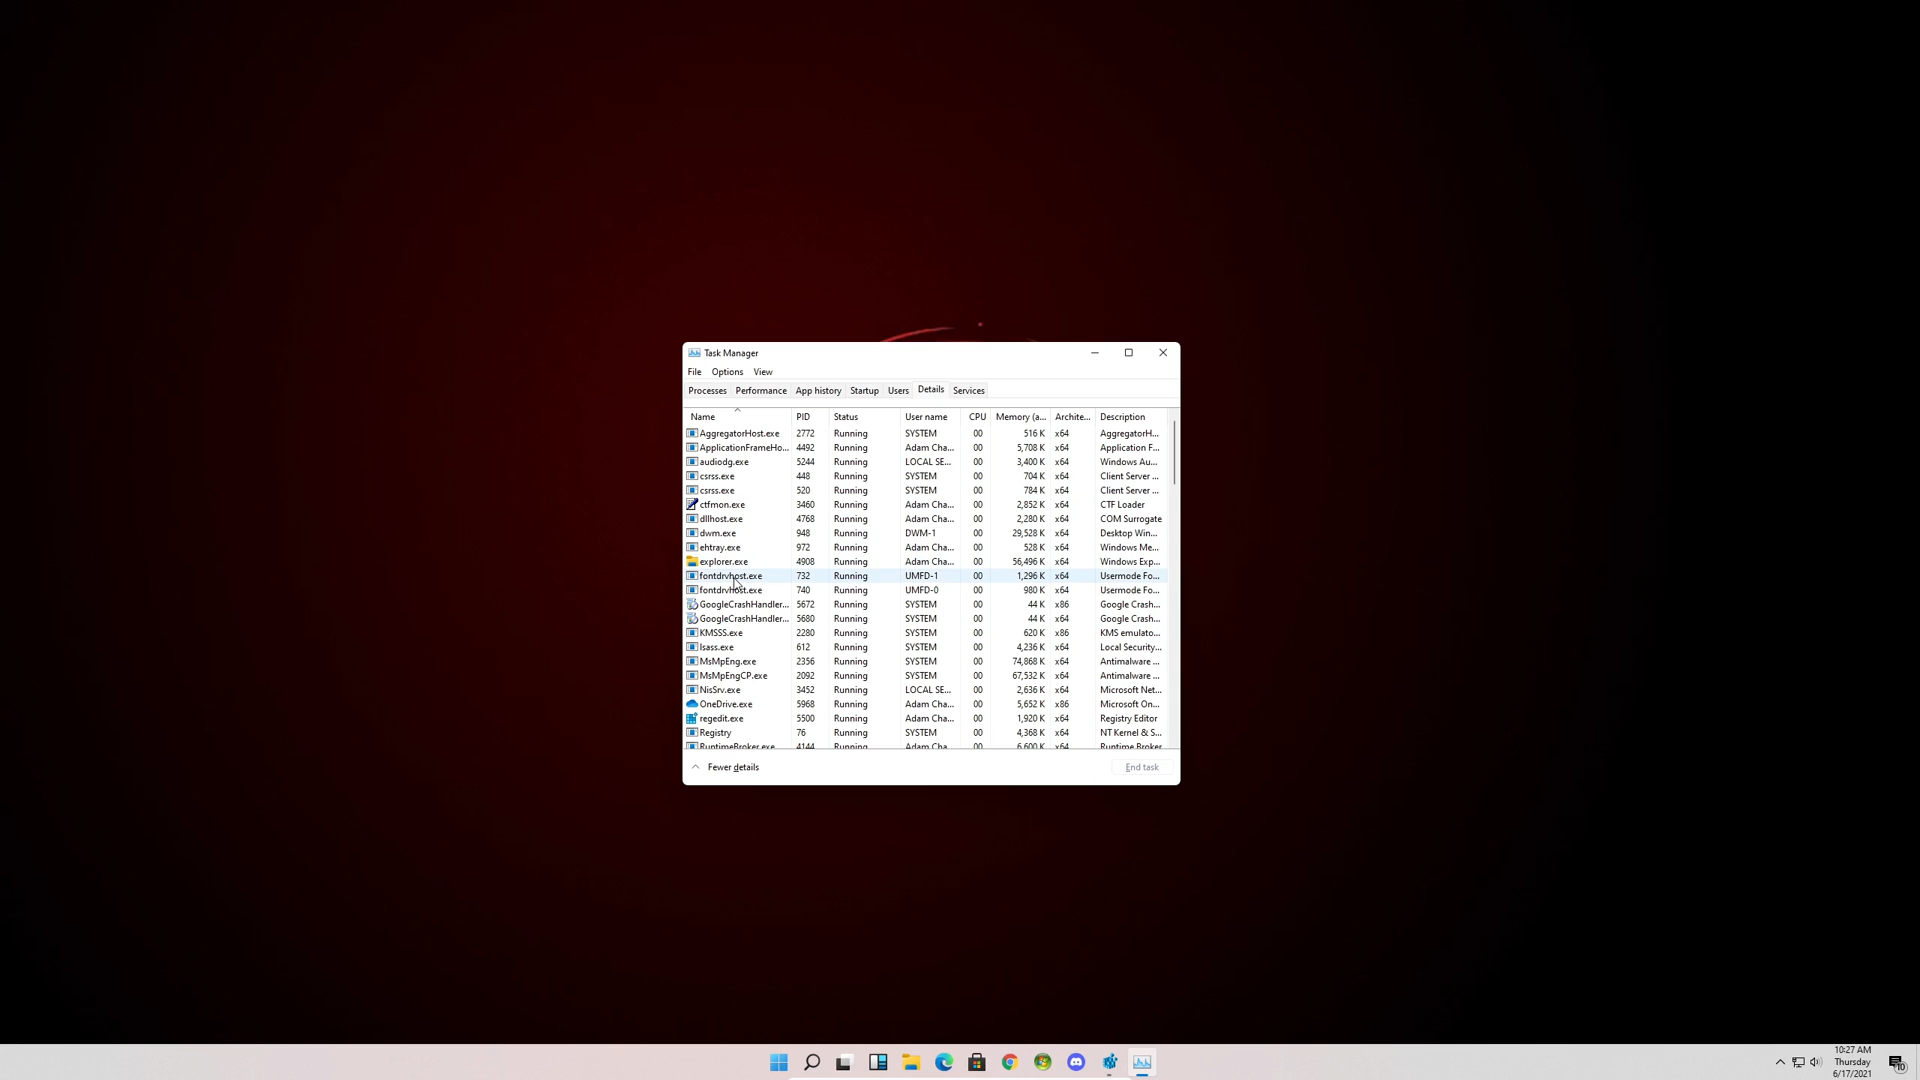 Task Manager
File Options View
Processes Performance App history Startup Users Details Services
Name PID Status User name CPU Memory (a... Archite... Description
AggregatorHost.exe 2772 Running SYSTEM 00 516 K x64 AggregatorH...
ApplicationFrameHo... 4492 Running Adam Cha... 00 5,708 K x64 Application F...
audiodg.exe 5244 Running LOCAL SE... 00 3,400 K x64 Windows Au...
csrss.exe 448 Running SYSTEM 00 704 K x64 Client Server ...
csrss.exe 520 Running SYSTEM 00 784 K x64 Client Server ...
ctfmon.exe 3460 Running Adam Cha... 00 2,852 K x64 CTF Loader
dllhost.exe 4768 Running Adam Cha... 00 2,280 K x64 COM Surrogate
dwm.exe 948 Running DWM-1 00 29,528 K x64 Desktop Win...
ehtray.exe 972 Running Adam Cha... 00 528 K x64 Windows Me...
explorer.exe 4908 Running Adam Cha... 00 56,496 K x64 Windows Exp...
fontdrvhost.exe 732 Running UMFD-1 00 1,296 K x64 Usermode Fo...
fontdrvhost.exe 740 Running UMFD-0 00 980 K x64 Usermode Fo...
GoogleCrashHandler... 5672 Running SYSTEM 00 44 K x86 Google Crash...
GoogleCrashHandler... 5680 Running SYSTEM 00 44 K x64 Google Crash...
KMSSS.exe 2280 Running SYSTEM 00 620 K x86 KMS emulato...
lsass.exe 612 Running SYSTEM 00 4,236 K x64 Local Security...
MsMpEng.exe 2356 Running SYSTEM 00 74,868 K x64 Antimalware ...
MsMpEngCP.exe 2092 Running SYSTEM 00 67,532 K x64 Antimalware ...
NisSrv.exe 3452 Running LOCAL SE... 00 2,636 K x64 Microsoft Net...
OneDrive.exe 5968 Running Adam Cha... 00 5,652 K x86 Microsoft On...
regedit.exe 5500 Running Adam Cha... 00 1,920 K x64 Registry Editor
Registry 76 Running SYSTEM 00 4,368 K x64 NT Kernel & S...
RuntimeBroker.exe 4144 Running Adam Cha... 00 6,600 K x64 Runtime Broker
Fewer details End task
10:27 AM
Thursday
6/17/2021
10